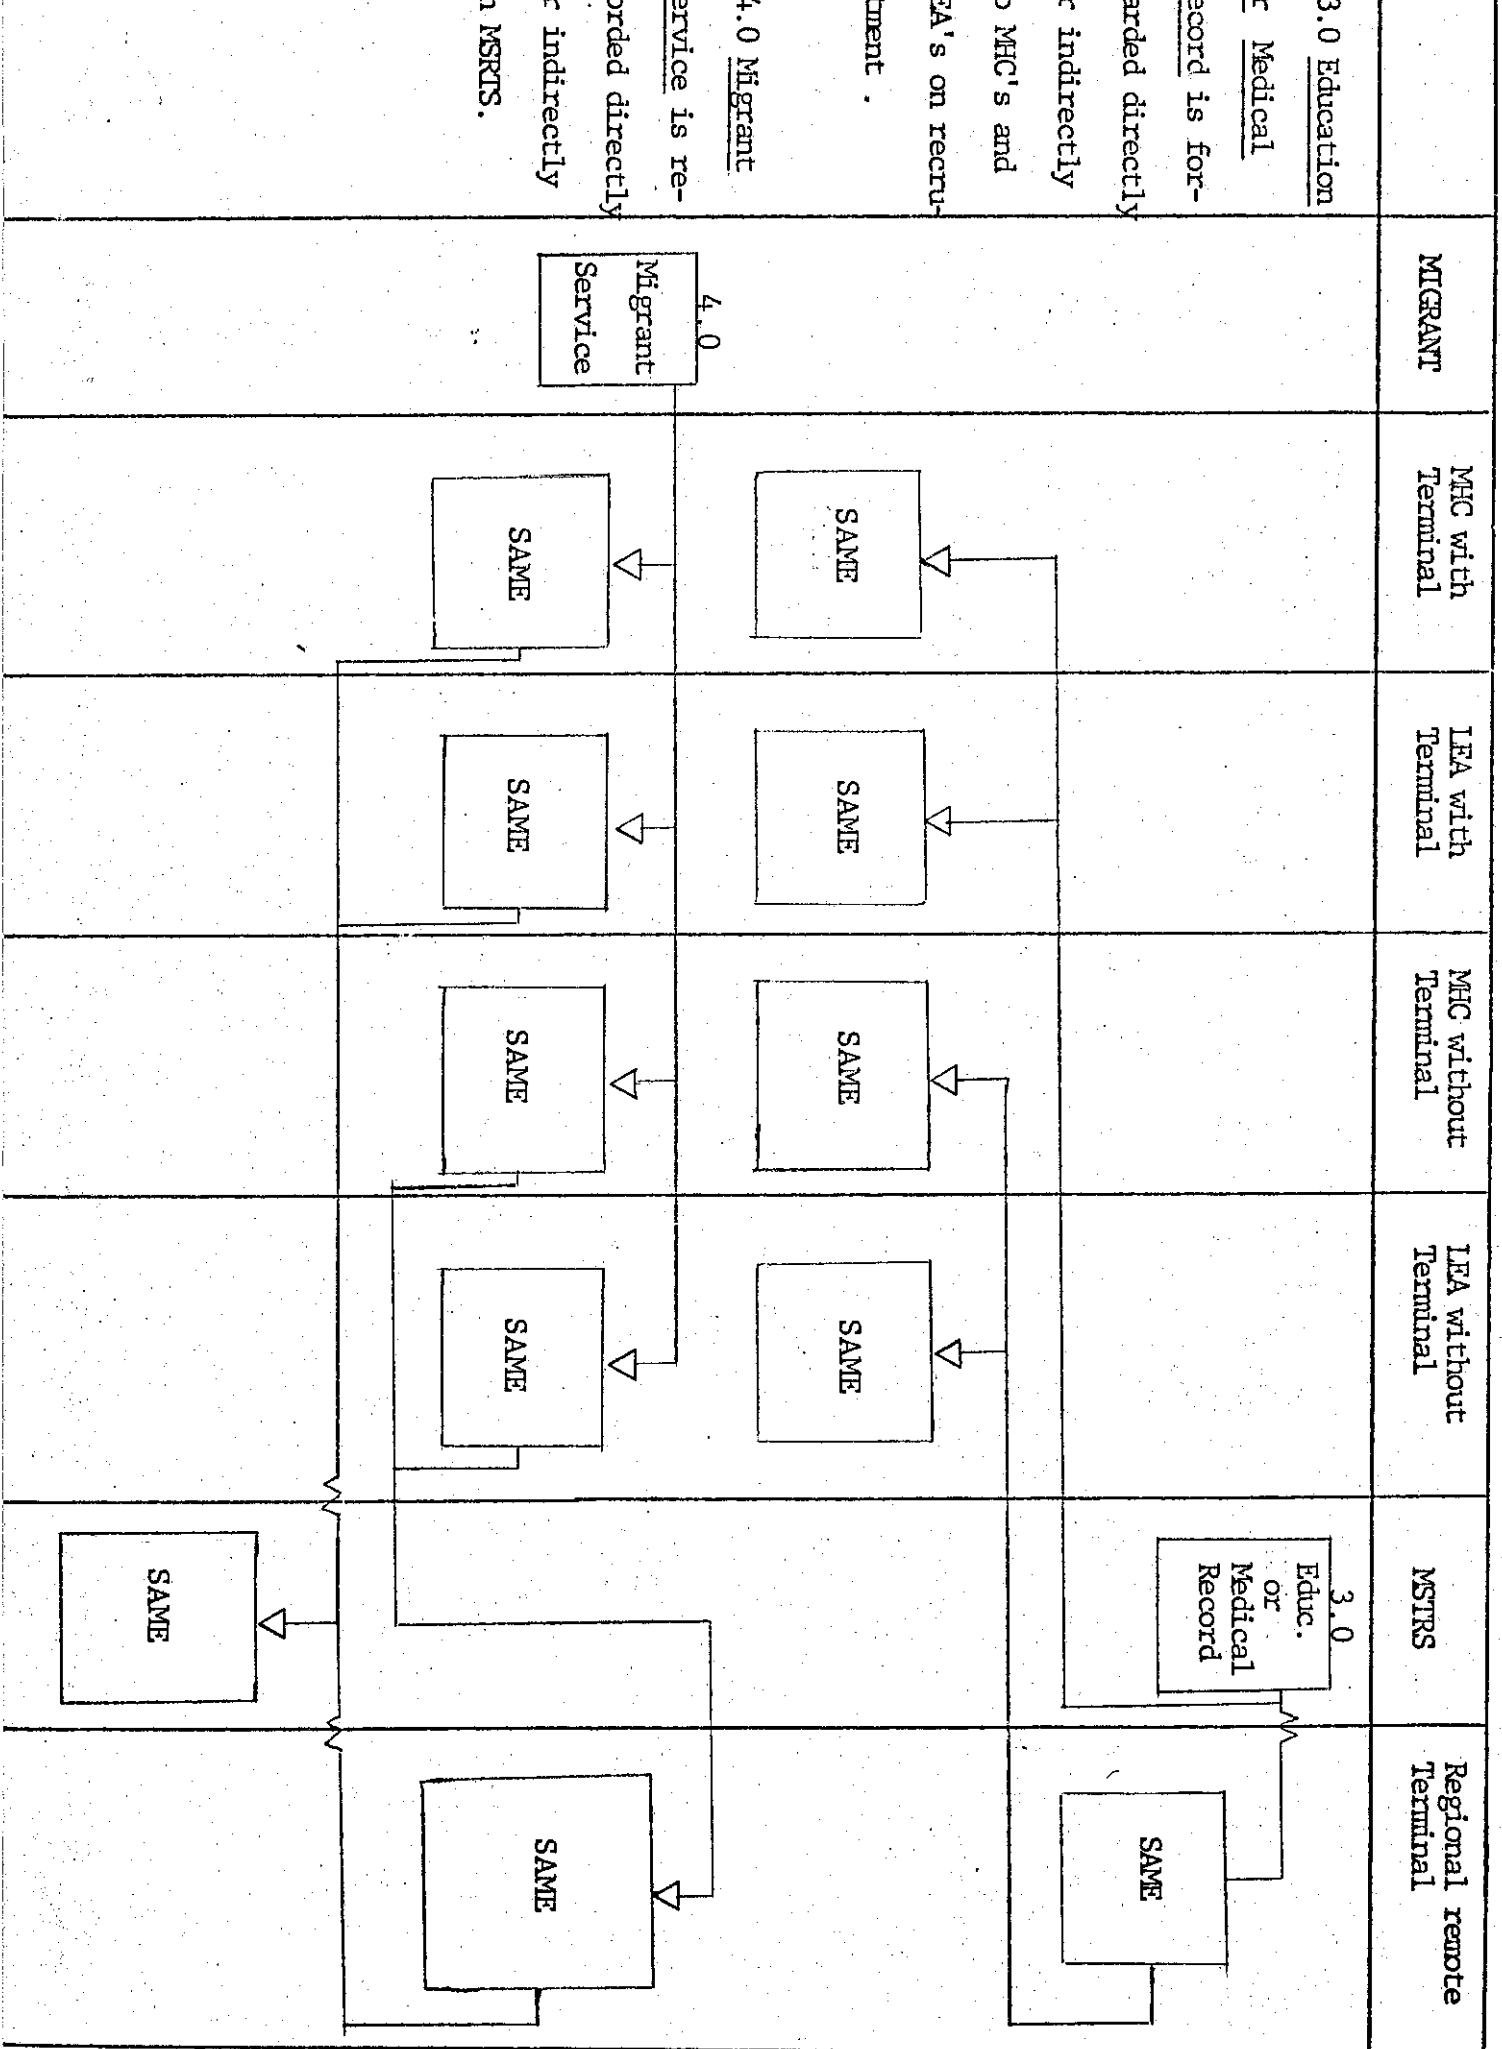 MIGRANT
MHC with
Terminal
LEA with
Terminal
MHC without
Terminal
LEA without
Terminal
MSTRS
Regional remote
Terminal
3.0 Education
r Medical
ecord is for-
arded directly
r indirectly
o MHC's and
EA's on recru-
tment .
3.0
Educ.
or
Medical
Record
SAME
SAME
SAME
SAME
SAME
4.0 Migrant
ervice is re-
orded directly
r indirectly
n MSRTS.
4.0
Migrant
Service
SAME
SAME
SAME
SAME
SAME
SAME